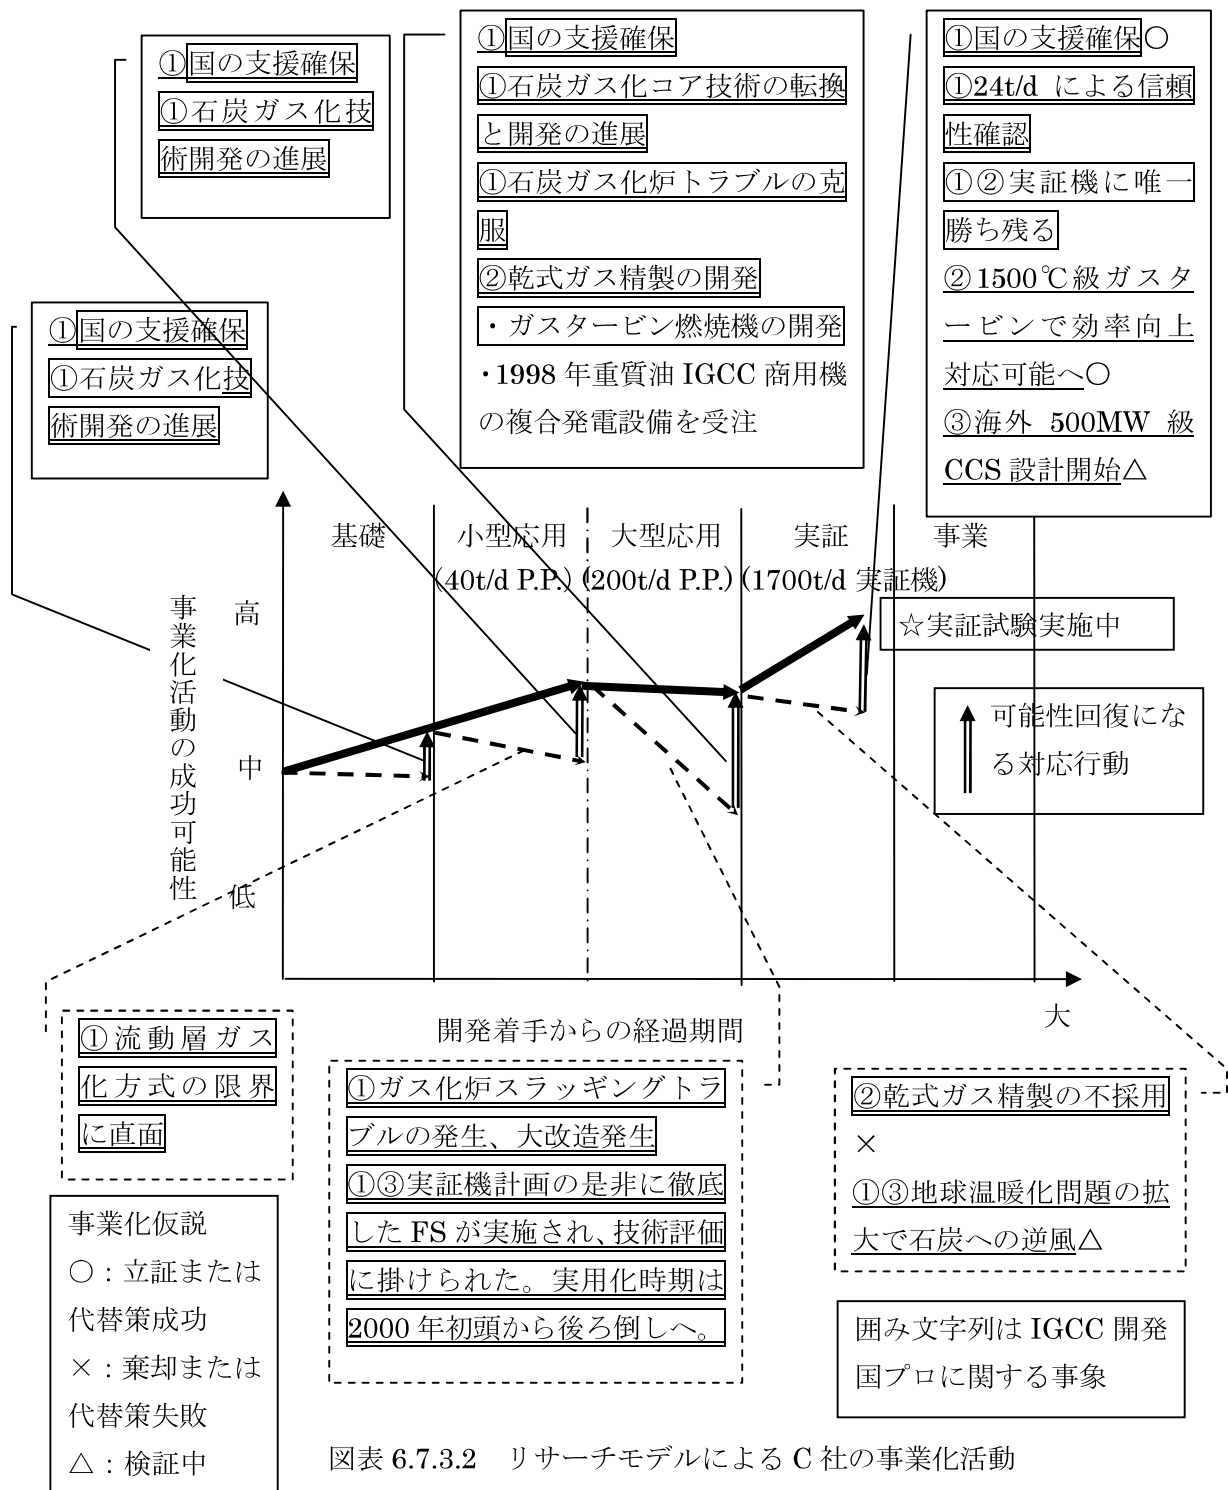 ①国の支援確保
①石炭ガス化技
術開発の進展
①国の支援確保
①石炭ガス化コア技術の転換
と開発の進展
①石炭ガス化炉トラブルの克
服
②乾式ガス精製の開発
・ガスタービン燃焼機の開発
・1998 年重質油 IGCC 商用機
の複合発電設備を受注
①国の支援確保○
①24t/d による信頼
性確認
①②実証機に唯一
勝ち残る
②1500℃級ガスタ
ービンで効率向上
対応可能へ○
③海外 500MW 級
CCS 設計開始△
①国の支援確保
①石炭ガス化技
術開発の進展
基礎
小型応用
大型応用
実証
事業
(40t/d P.P.)
(200t/d P.P.)
(1700t/d 実証機)
事業化活動の成功可能性
高
中
低
☆実証試験実施中
可能性回復にな
る対応行動
大
開発着手からの経過期間
①流動層ガス
化方式の限界
に直面
①ガス化炉スラッギングトラ
ブルの発生、大改造発生
①③実証機計画の是非に徹底
した FS が実施され、技術評価
に掛けられた。実用化時期は
2000 年初頭から後ろ倒しへ。
②乾式ガス精製の不採用
×
①③地球温暖化問題の拡
大で石炭への逆風△
事業化仮説
○：立証または
代替策成功
×：棄却または
代替策失敗
△：検証中
囲み文字列は IGCC 開発
国プロに関する事象
図表 6.7.3.2　リサーチモデルによる C 社の事業化活動